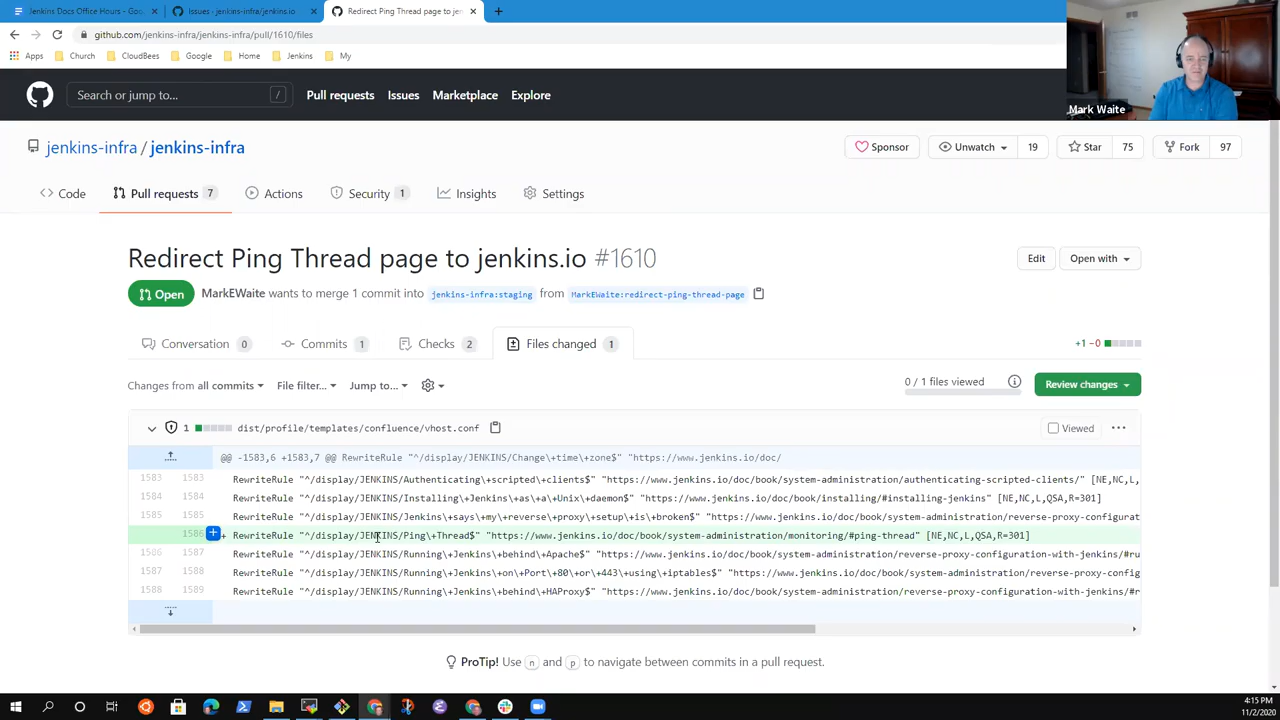 Jenkins Docs Office Hours - Goo
Issues · jenkins-infra/jenkins.io
Redirect Ping Thread page to jen
github.com/jenkins-infra/jenkins-infra/pull/1610/files
Apps
Church
CloudBees
Google
Home
Jenkins
My
Mark Waite
Search or jump to...
/
Pull requests
Issues
Marketplace
Explore
jenkins-infra / jenkins-infra
Sponsor
Unwatch
19
Star
75
Fork
97
Code
Pull requests 7
Actions
Security 1
Insights
Settings
Redirect Ping Thread page to jenkins.io #1610
Edit
Open with
Open
MarkEWaite wants to merge 1 commit into jenkins-infra:staging from MarkEWaite:redirect-ping-thread-page
Conversation 0
Commits 1
Checks 2
Files changed 1
+1 −0
Changes from all commits
File filter...
Jump to...
0 / 1 files viewed
Review changes
1
dist/profile/templates/confluence/vhost.conf
Viewed
@@ -1583,6 +1583,7 @@ RewriteRule "^/display/JENKINS/Change\+time\+zone$" "https://www.jenkins.io/doc/
1583 1583 RewriteRule "^/display/JENKINS/Authenticating\+scripted\+clients$" "https://www.jenkins.io/doc/book/system-administration/authenticating-scripted-clients/" [NE,NC,L,
1584 1584 RewriteRule "^/display/JENKINS/Installing\+Jenkins\+as\+a\+Unix\+daemon$" "https://www.jenkins.io/doc/book/installing/#installing-jenkins" [NE,NC,L,QSA,R=301]
1585 1585 RewriteRule "^/display/JENKINS/Jenkins\+says\+my\+reverse\+proxy\+setup\+is\+broken$" "https://www.jenkins.io/doc/book/system-administration/reverse-proxy-configurat
1586 + RewriteRule "^/display/JENKINS/Ping\+Thread$" "https://www.jenkins.io/doc/book/system-administration/monitoring/#ping-thread" [NE,NC,L,QSA,R=301]
1586 1587 RewriteRule "^/display/JENKINS/Running\+Jenkins\+behind\+Apache$" "https://www.jenkins.io/doc/book/system-administration/reverse-proxy-configuration-with-jenkins/#ru
1587 1588 RewriteRule "^/display/JENKINS/Running\+Jenkins\+on\+Port\+80\+or\+443\+using\+iptables$" "https://www.jenkins.io/doc/book/system-administration/reverse-proxy-config
1588 1589 RewriteRule "^/display/JENKINS/Running\+Jenkins\+behind\+HAProxy$" "https://www.jenkins.io/doc/book/system-administration/reverse-proxy-configuration-with-jenkins/#r
ProTip! Use n and p to navigate between commits in a pull request.
4:15 PM
11/2/2020